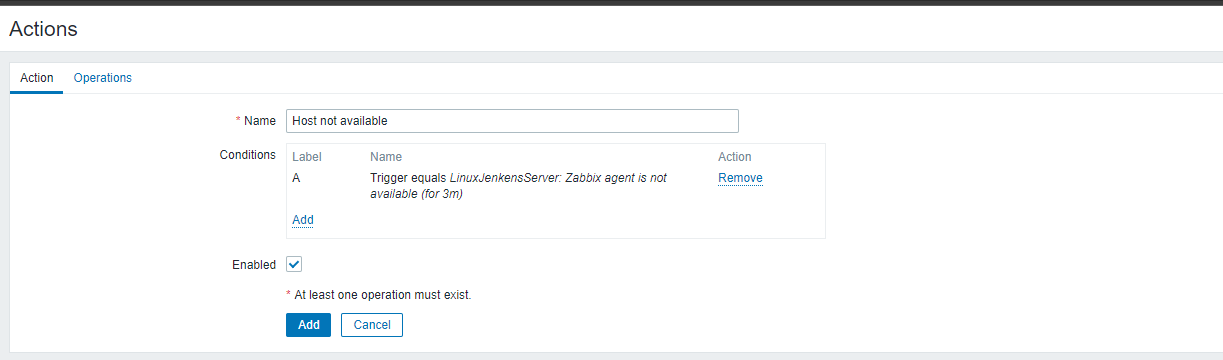 Actions
Action Operations
* Name Host not available
Conditions Label Name Action
A Trigger equals LinuxJenkensServer: Zabbix agent is not Remove
available (for 3m)
Add
Enabled
* At least one operation must exist.
Add Cancel